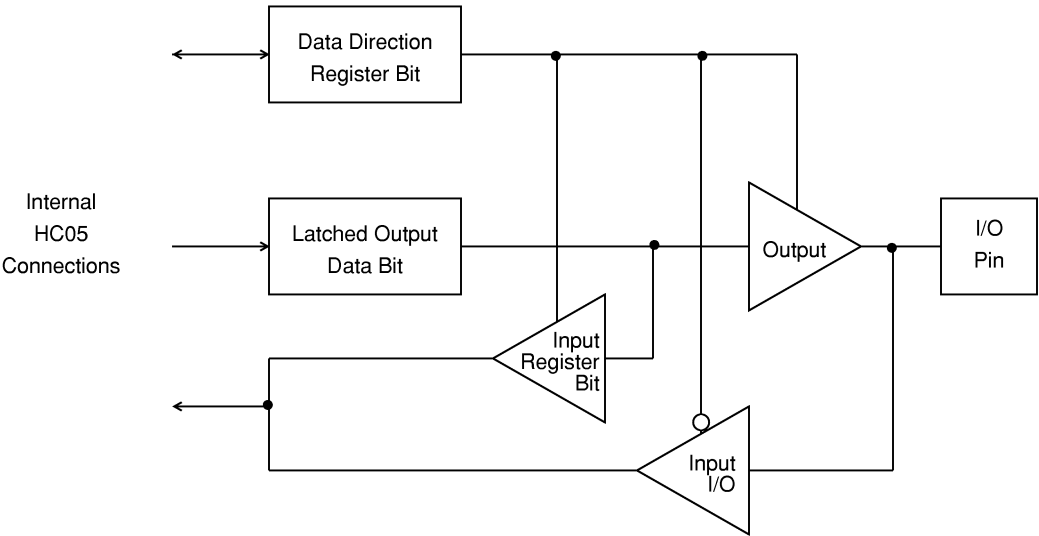 Data Direction
Register Bit
Internal
HC05
Connections
Latched Output
Data Bit
Output
I/O
Pin
Input
Register
Bit
Input
I/O